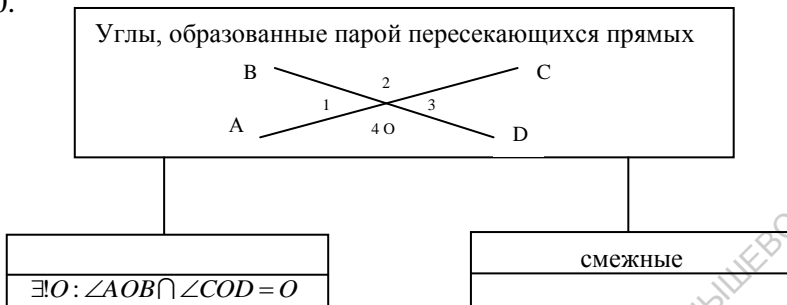 Углы, образованные парой пересекающихся прямых
B C
2
1 3
A D
4 O
смежные
∃!O : ∠AOB⋂∠COD = O